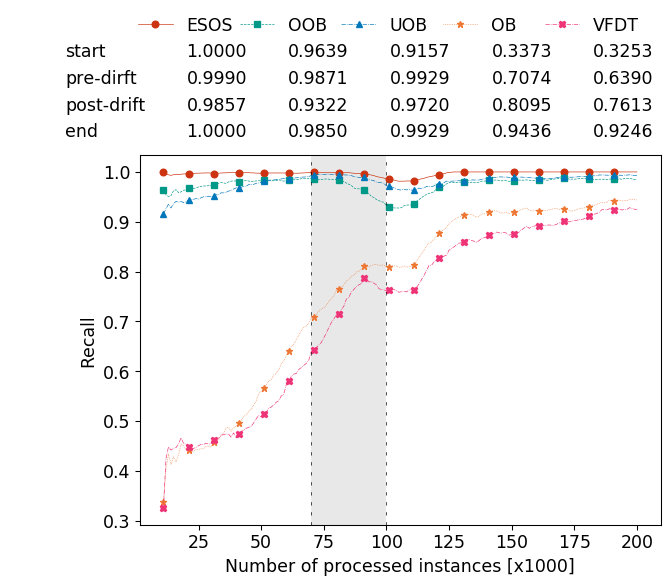 ESOS OOB UOB OB VFDT
start 1.0000 0.9639 0.9157 0.3373 0.3253
pre-dirft 0.9990 0.9871 0.9929 0.7074 0.6390
post-drift 0.9857 0.9322 0.9720 0.8095 0.7613
end 1.0000 0.9850 0.9929 0.9436 0.9246
1.0
0.9
0.8
0.7
0.6
0.5
0.4
0.3
Recall
25 50 75 100 125 150 175 200
Number of processed instances [x1000]